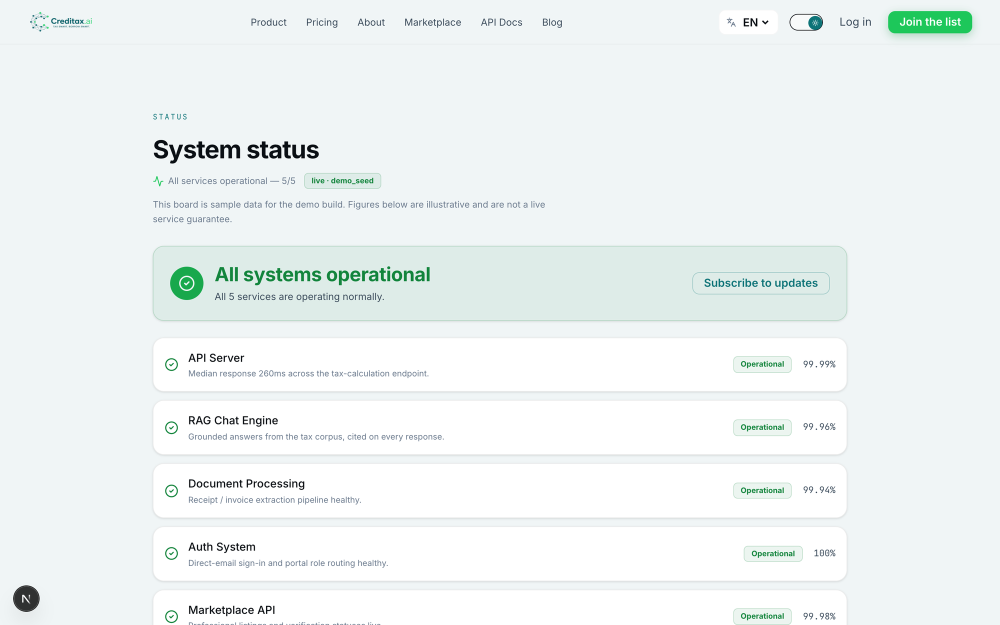 Creditax.ai
TAX SMART. BORROW SMART.
Product
Pricing
About
Marketplace
API Docs
Blog
EN
Log in
Join the list
STATUS
System status
All services operational — 5/5
live · demo_seed
This board is sample data for the demo build. Figures below are illustrative and are not a live
service guarantee.
All systems operational
All 5 services are operating normally.
Subscribe to updates
API Server
Median response 260ms across the tax-calculation endpoint.
Operational
99.99%
RAG Chat Engine
Grounded answers from the tax corpus, cited on every response.
Operational
99.96%
Document Processing
Receipt / invoice extraction pipeline healthy.
Operational
99.94%
Auth System
Direct-email sign-in and portal role routing healthy.
Operational
100%
Marketplace API
Professional listings and verification statuses live.
Operational
99.98%
N